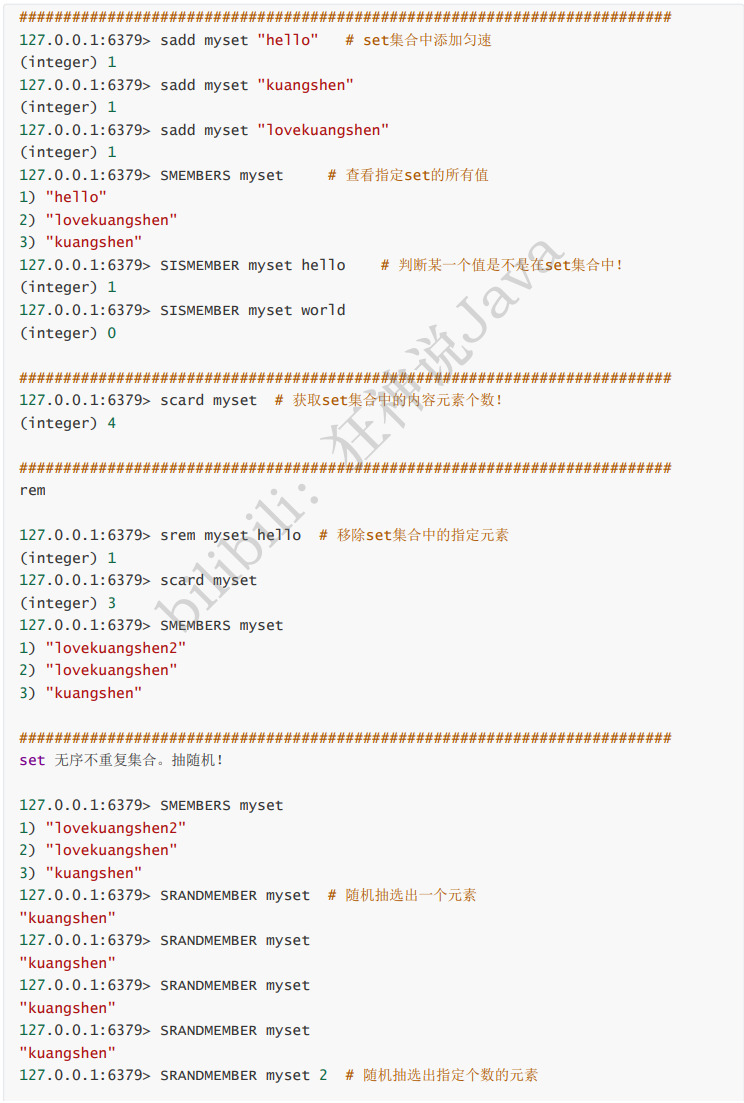 ##########################################################################
127.0.0.1:6379> sadd myset "hello"   # set集合中添加匀速
(integer) 1
127.0.0.1:6379> sadd myset "kuangshen"
(integer) 1
127.0.0.1:6379> sadd myset "lovekuangshen"
(integer) 1
127.0.0.1:6379> SMEMBERS myset     # 查看指定set的所有值
1) "hello"
2) "lovekuangshen"
3) "kuangshen"
127.0.0.1:6379> SISMEMBER myset hello    # 判断某一个值是不是在set集合中！
(integer) 1
127.0.0.1:6379> SISMEMBER myset world
(integer) 0
##########################################################################
127.0.0.1:6379> scard myset  # 获取set集合中的内容元素个数！
(integer) 4
##########################################################################
rem
127.0.0.1:6379> srem myset hello  # 移除set集合中的指定元素
(integer) 1
127.0.0.1:6379> scard myset
(integer) 3
127.0.0.1:6379> SMEMBERS myset
1) "lovekuangshen2"
2) "lovekuangshen"
3) "kuangshen"
##########################################################################
set 无序不重复集合。抽随机！
127.0.0.1:6379> SMEMBERS myset
1) "lovekuangshen2"
2) "lovekuangshen"
3) "kuangshen"
127.0.0.1:6379> SRANDMEMBER myset  # 随机抽选出一个元素
"kuangshen"
127.0.0.1:6379> SRANDMEMBER myset
"kuangshen"
127.0.0.1:6379> SRANDMEMBER myset
"kuangshen"
127.0.0.1:6379> SRANDMEMBER myset
"kuangshen"
127.0.0.1:6379> SRANDMEMBER myset 2  # 随机抽选出指定个数的元素
bilibili：狂神说Java